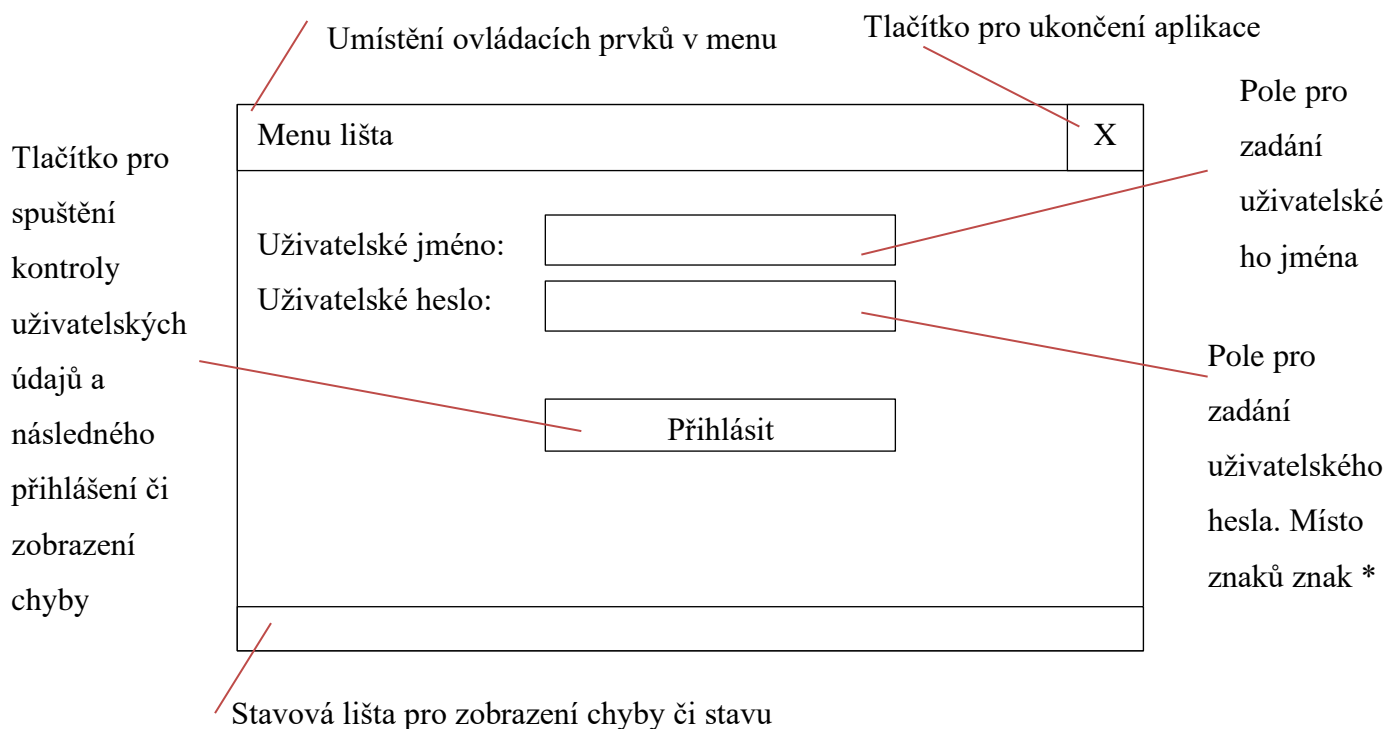 Umístění ovládacích prvků v menu
Tlačítko pro ukončení aplikace
Menu lišta
X
Tlačítko pro
spuštění
kontroly
uživatelských
údajů a
následného
přihlášení či
zobrazení
chyby
Uživatelské jméno:
Uživatelské heslo:
Přihlásit
Pole pro
zadání
uživatelské
ho jména
Pole pro
zadání
uživatelského
hesla. Místo
znaků znak *
Stavová lišta pro zobrazení chyby či stavu